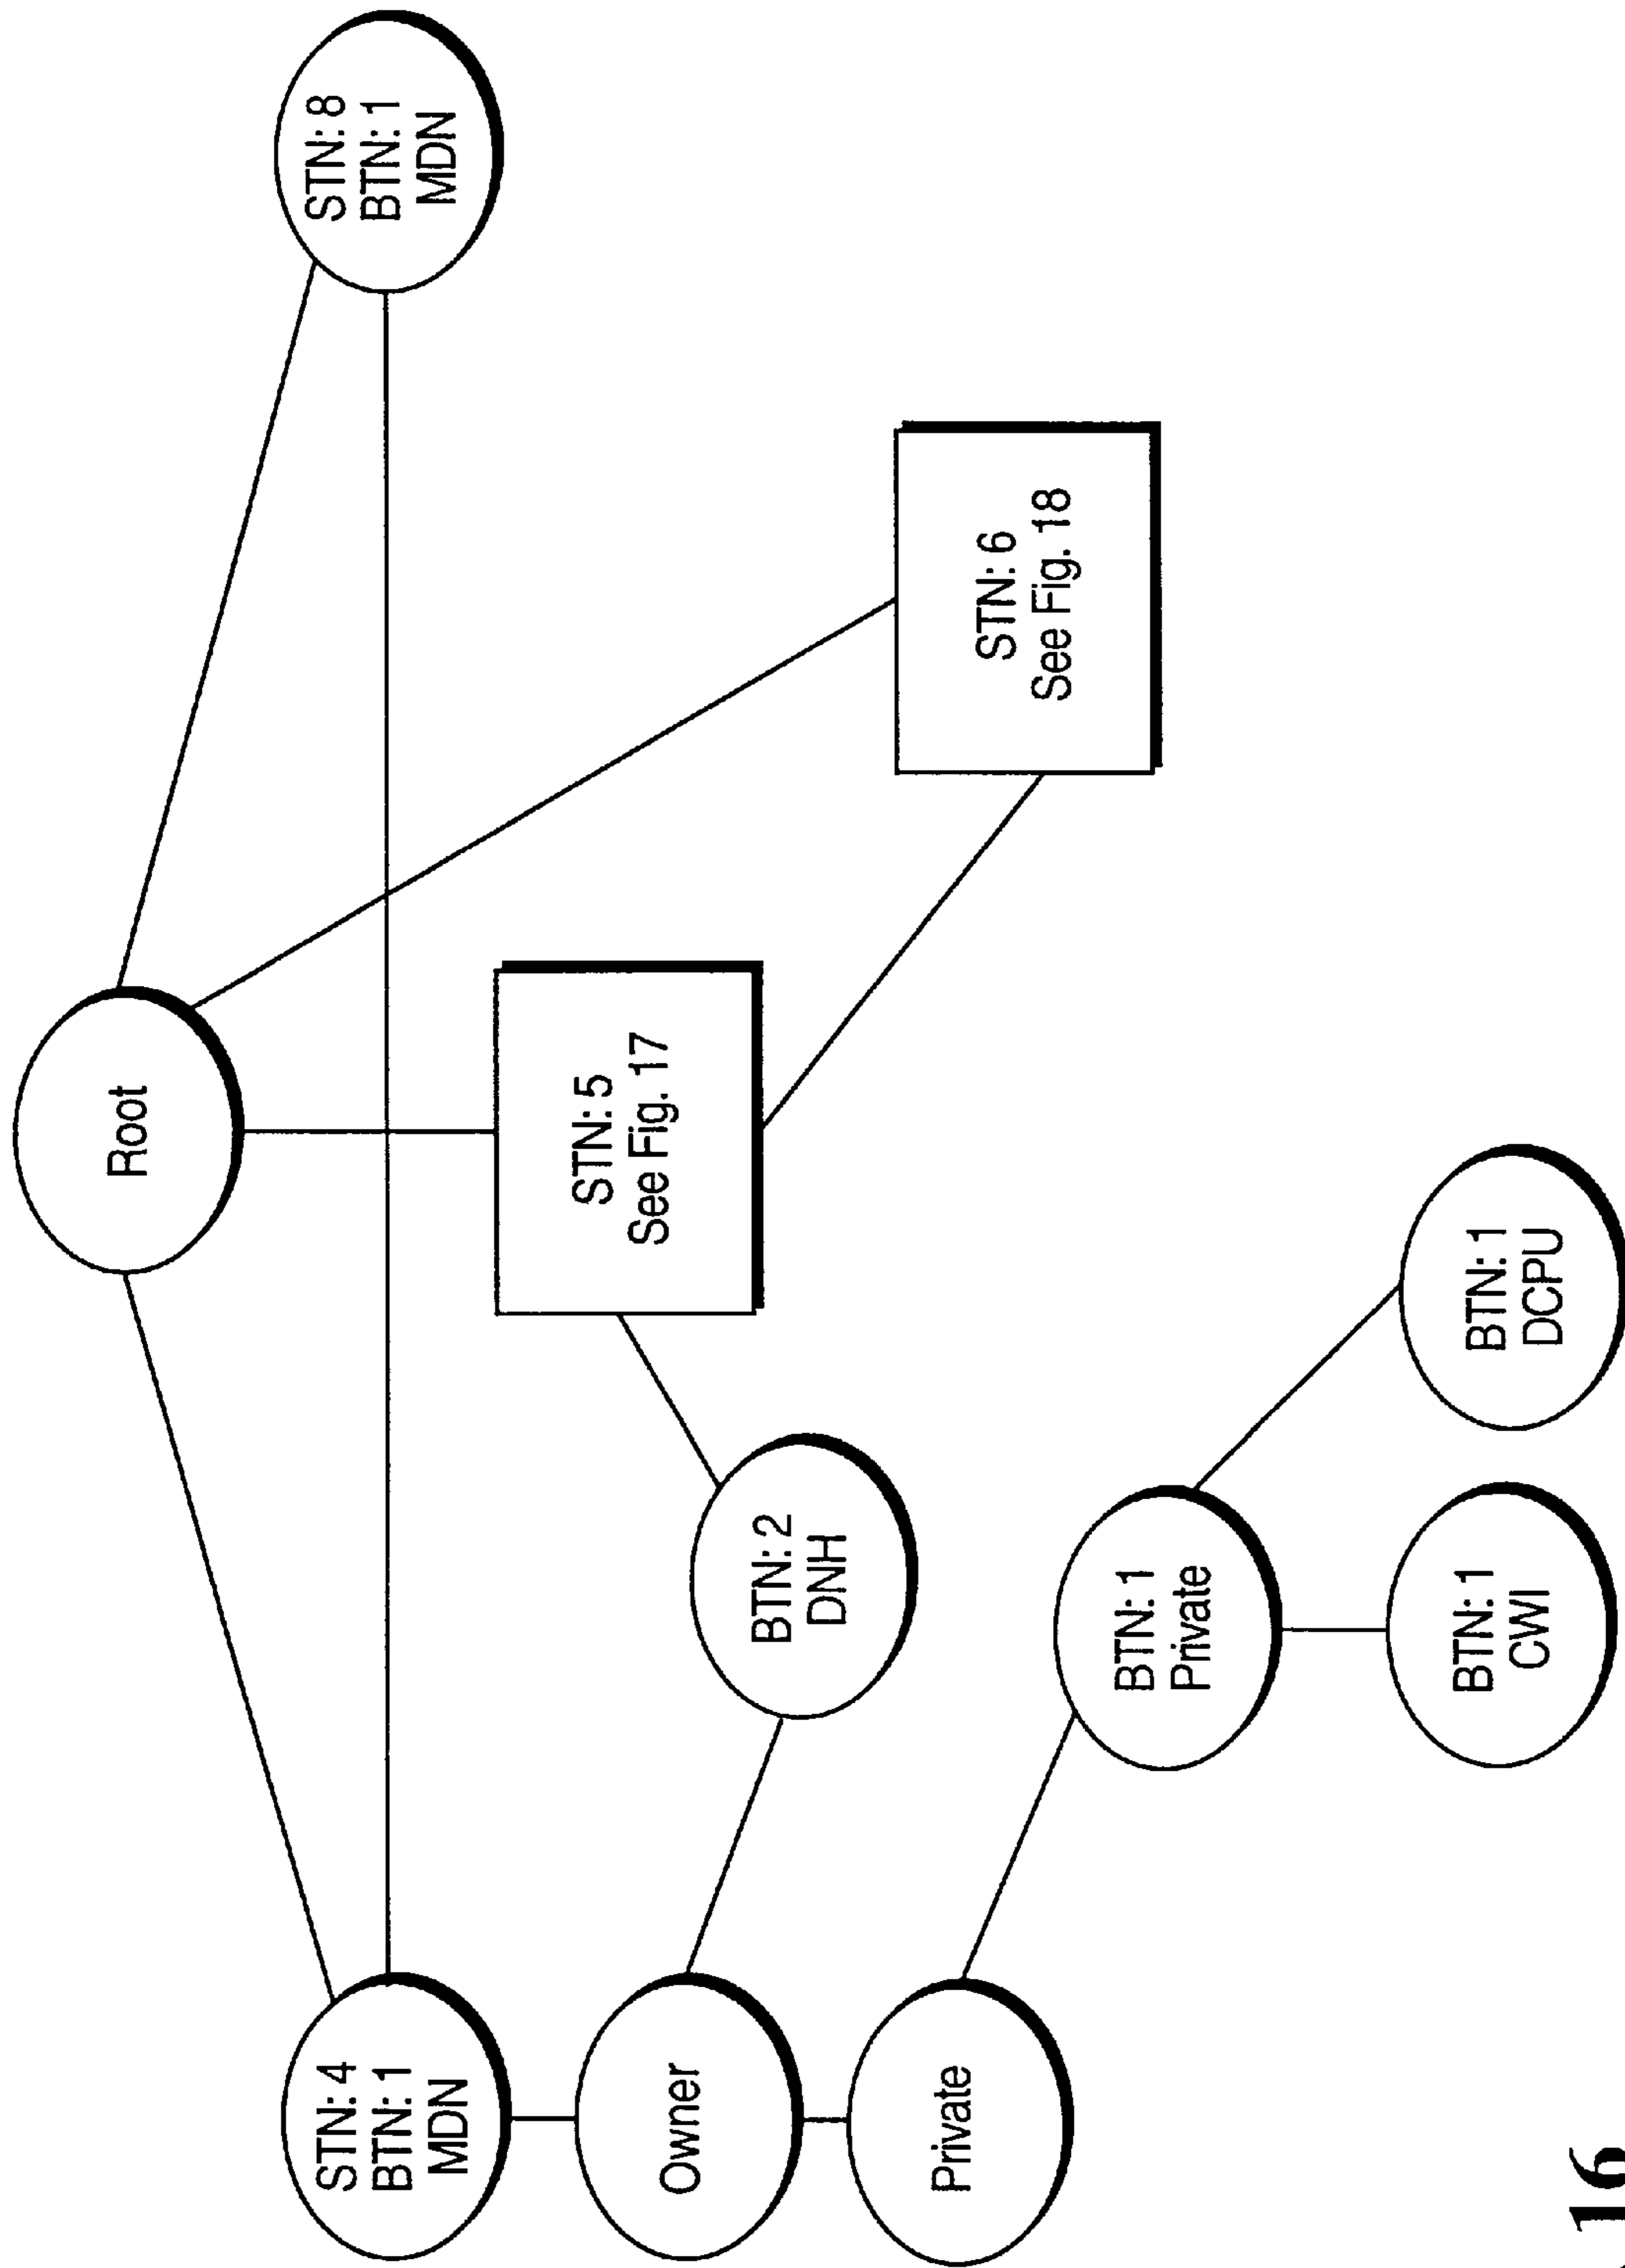 Root
STN: 4
BTN: 1
MDN
STN: 8
BTN: 1
MDN
Owner
STN: 5
See Fig. 17
BTN: 2
DNH
STN: 6
See Fig. 18
Private
BTN: 1
Private
BTN: 1
CWI
BTN: 1
DCPU
16